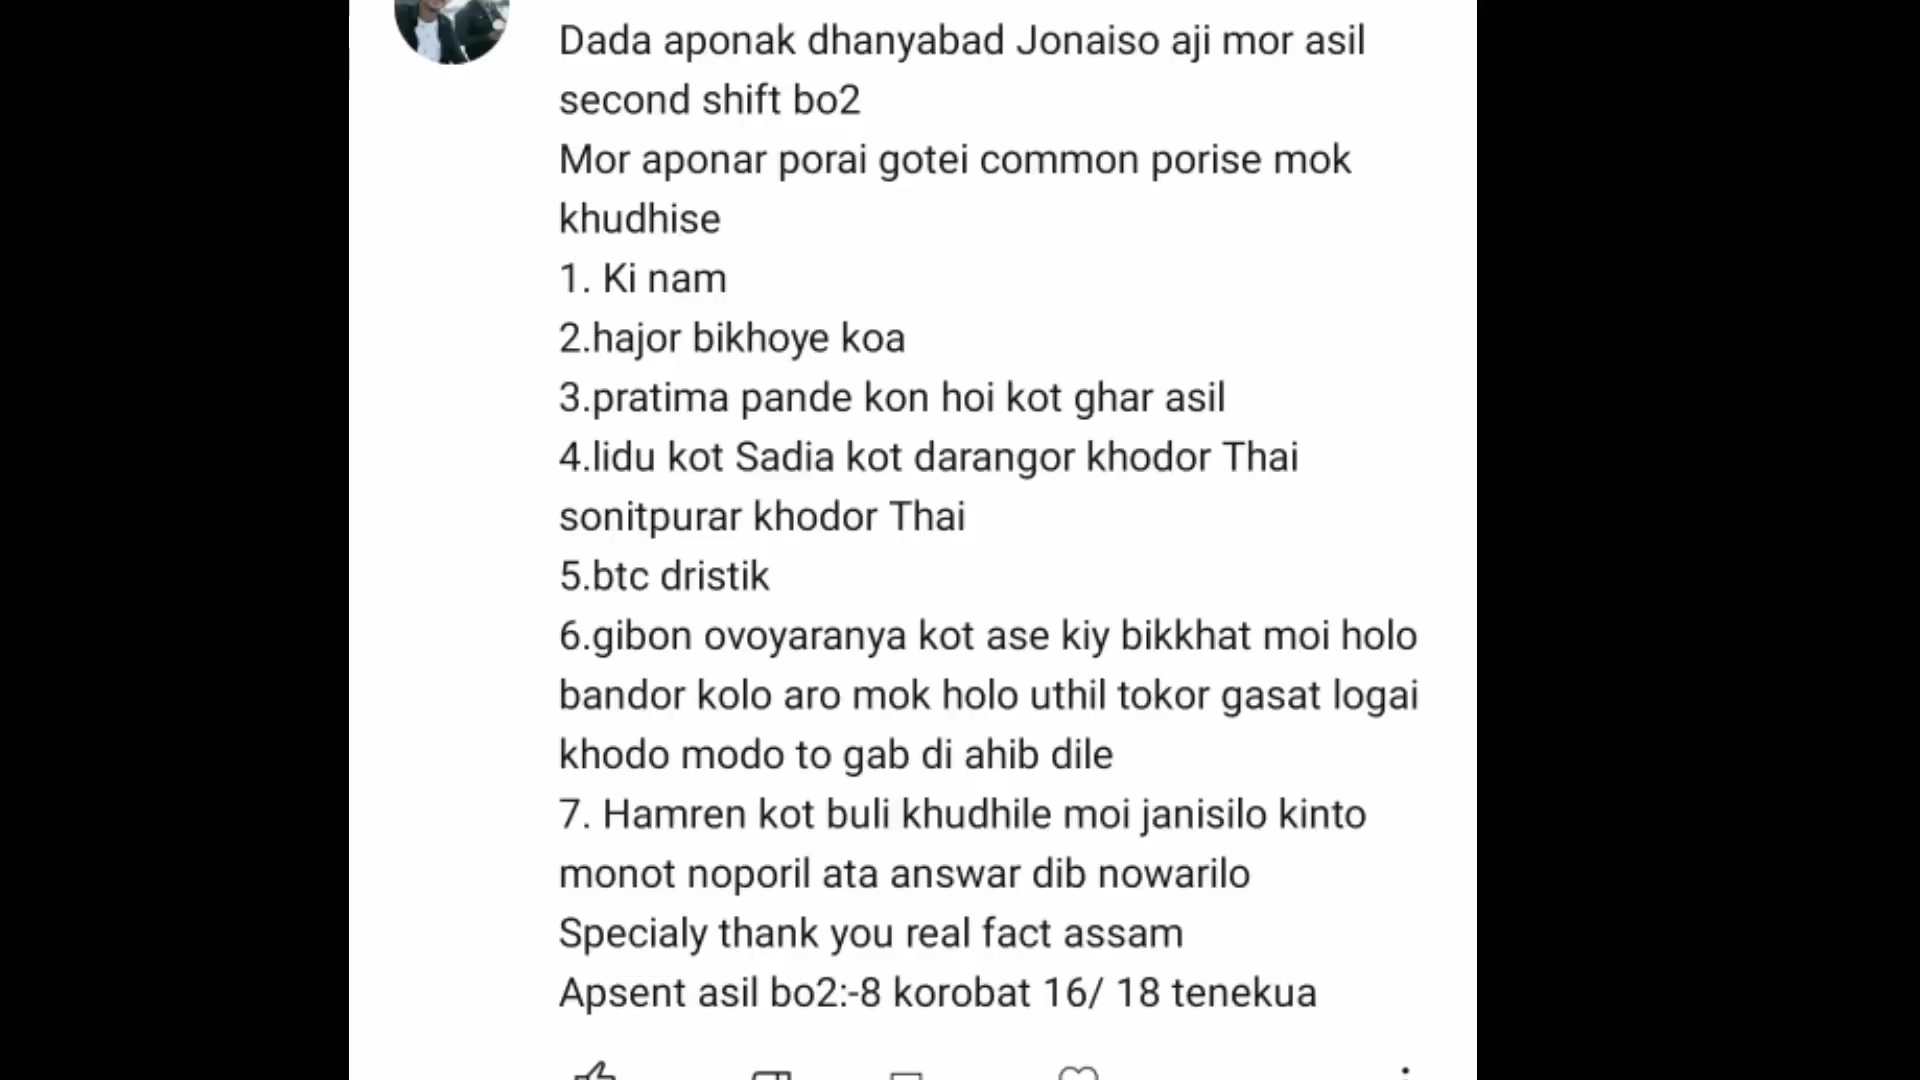 Dada aponak dhanyabad Jonaiso aji mor asil
second shift bo2
Mor aponar porai gotei common porise mok
khudhise
1. Ki nam
2.hajor bikhoye koa
3.pratima pande kon hoi kot ghar asil
4.lidu kot Sadia kot darangor khodor Thai
sonitpurar khodor Thai
5.btc dristik
6.gibon ovoyaranya kot ase kiy bikkhat moi holo
bandor kolo aro mok holo uthil tokor gasat logai
khodo modo to gab di ahib dile
7. Hamren kot buli khudhile moi janisilo kinto
monot noporil ata answar dib nowarilo
Specialy thank you real fact assam
Apsent asil bo2:-8 korobat 16/ 18 tenekua